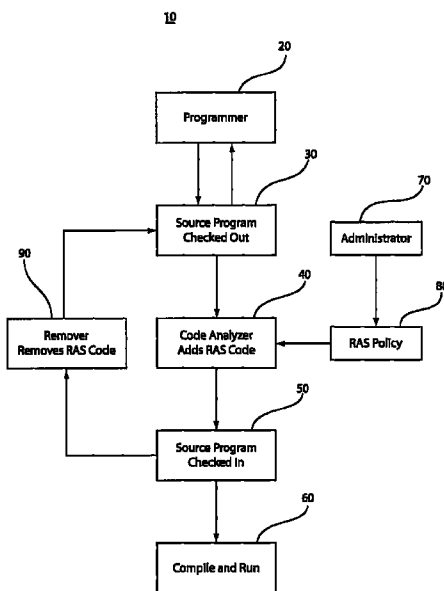 10
20
Programmer
30
Source Program
Checked Out
70
Administrator
90
Remover
Removes RAS Code
40
Code Analyzer
Adds RAS Code
80
RAS Policy
50
Source Program
Checked In
60
Compile and Run